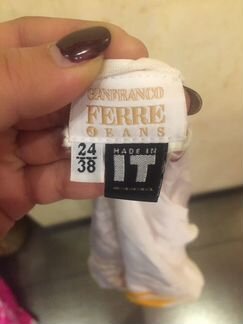 GIANFRANCO
FERRE
JEANS
24
38
MADE IN
IT